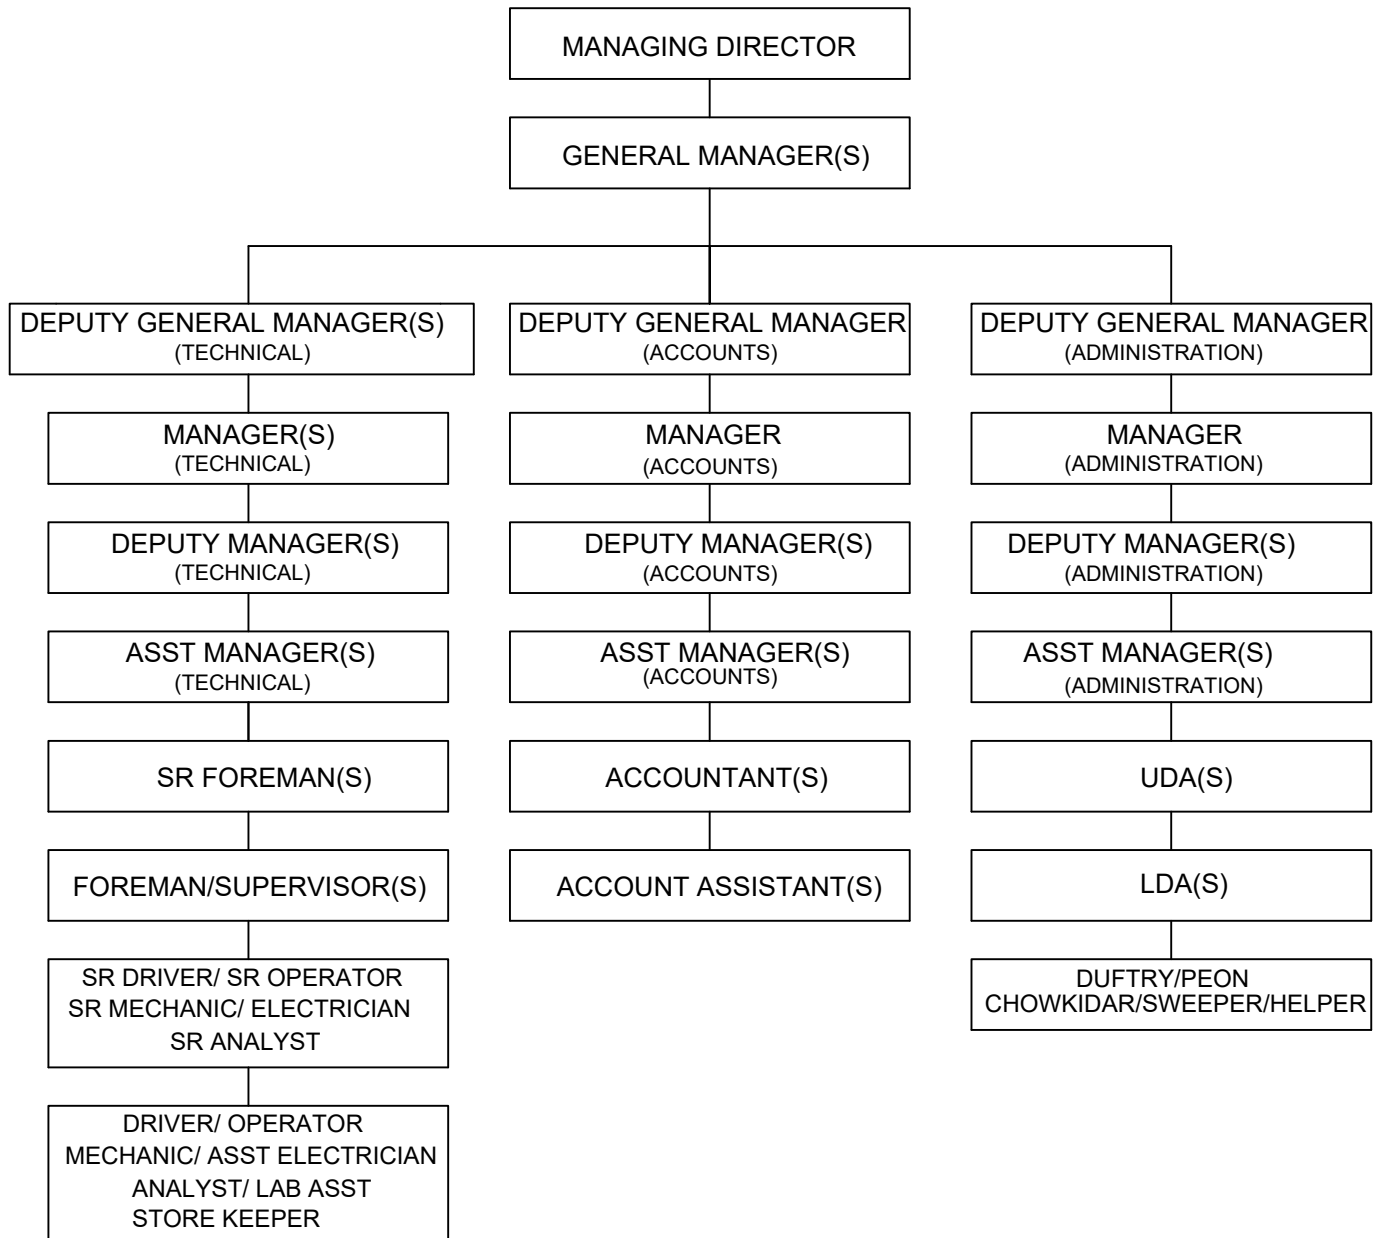 MANAGING DIRECTOR
GENERAL MANAGER(S)
DEPUTY GENERAL MANAGER(S)
(TECHNICAL)
DEPUTY GENERAL MANAGER
(ACCOUNTS)
DEPUTY GENERAL MANAGER
(ADMINISTRATION)
MANAGER(S)
(TECHNICAL)
MANAGER
(ACCOUNTS)
MANAGER
(ADMINISTRATION)
DEPUTY MANAGER(S)
(TECHNICAL)
DEPUTY MANAGER(S)
(ACCOUNTS)
DEPUTY MANAGER(S)
(ADMINISTRATION)
ASST MANAGER(S)
(TECHNICAL)
ASST MANAGER(S)
(ACCOUNTS)
ASST MANAGER(S)
(ADMINISTRATION)
SR FOREMAN(S)
ACCOUNTANT(S)
UDA(S)
FOREMAN/SUPERVISOR(S)
ACCOUNT ASSISTANT(S)
LDA(S)
SR DRIVER/ SR OPERATOR
SR MECHANIC/ ELECTRICIAN
SR ANALYST
DUFTRY/PEON
CHOWKIDAR/SWEEPER/HELPER
DRIVER/ OPERATOR
MECHANIC/ ASST ELECTRICIAN
ANALYST/ LAB ASST
STORE KEEPER